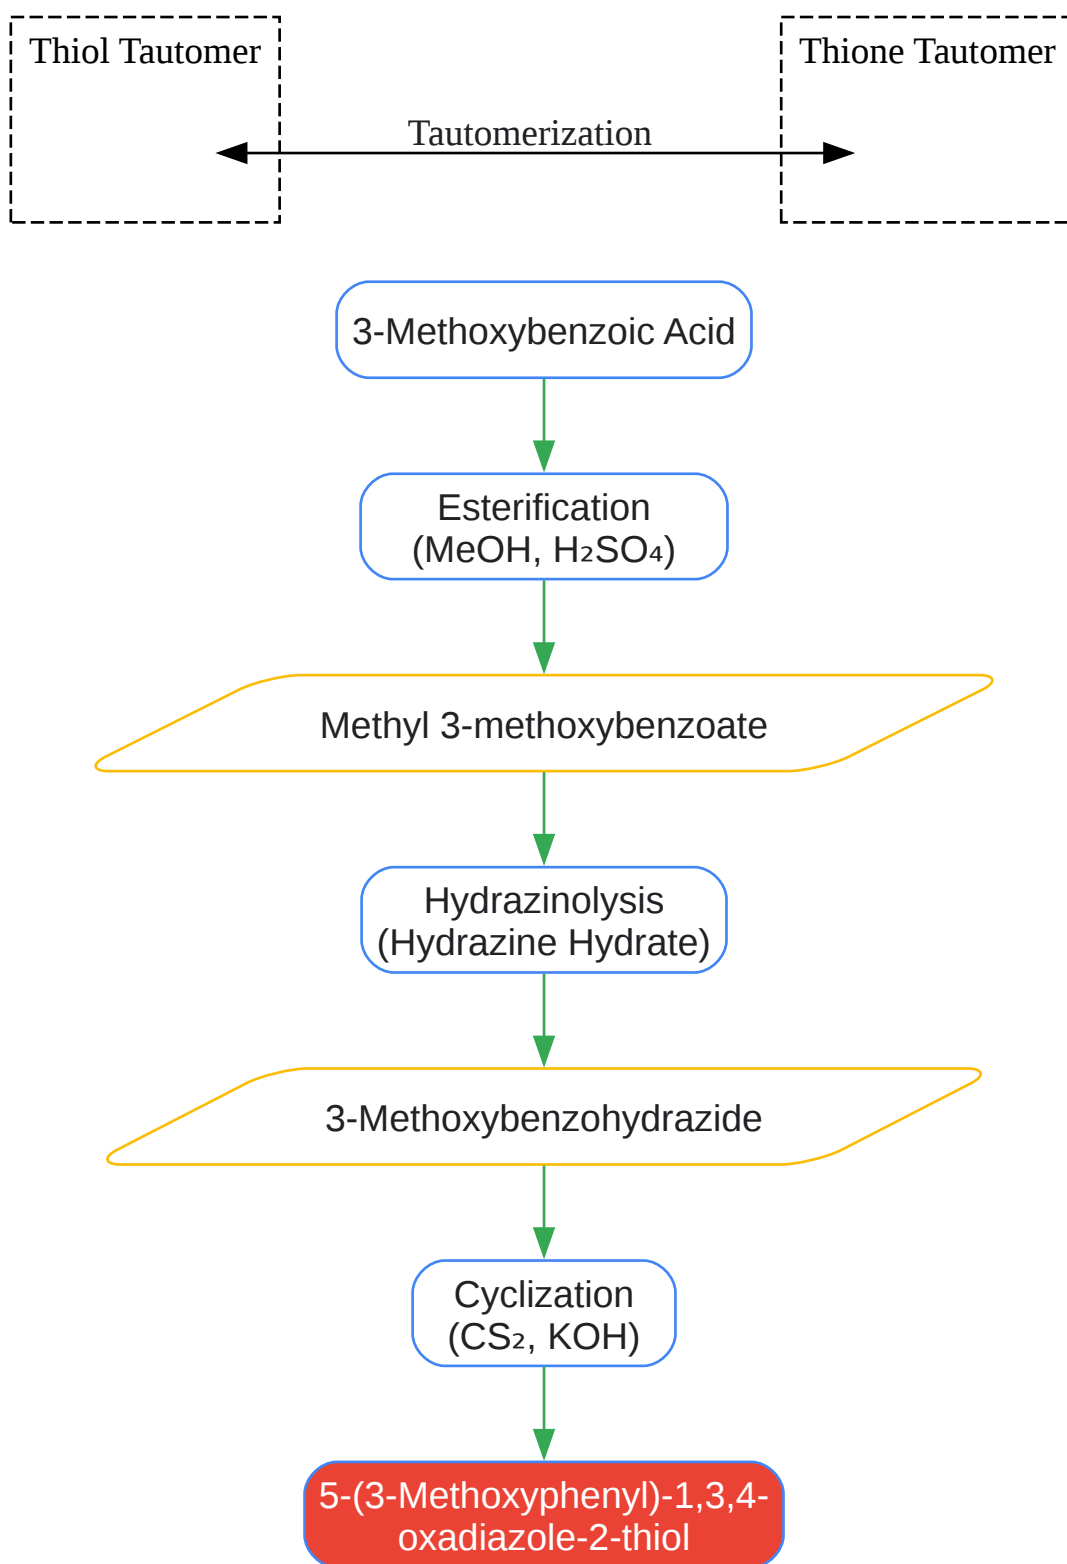 Thiol Tautomer
Thione Tautomer
Tautomerization
3-Methoxybenzoic Acid
Esterification
(MeOH, H₂SO₄)
Methyl 3-methoxybenzoate
Hydrazinolysis
(Hydrazine Hydrate)
3-Methoxybenzohydrazide
Cyclization
(CS₂, KOH)
5-(3-Methoxyphenyl)-1,3,4-
oxadiazole-2-thiol